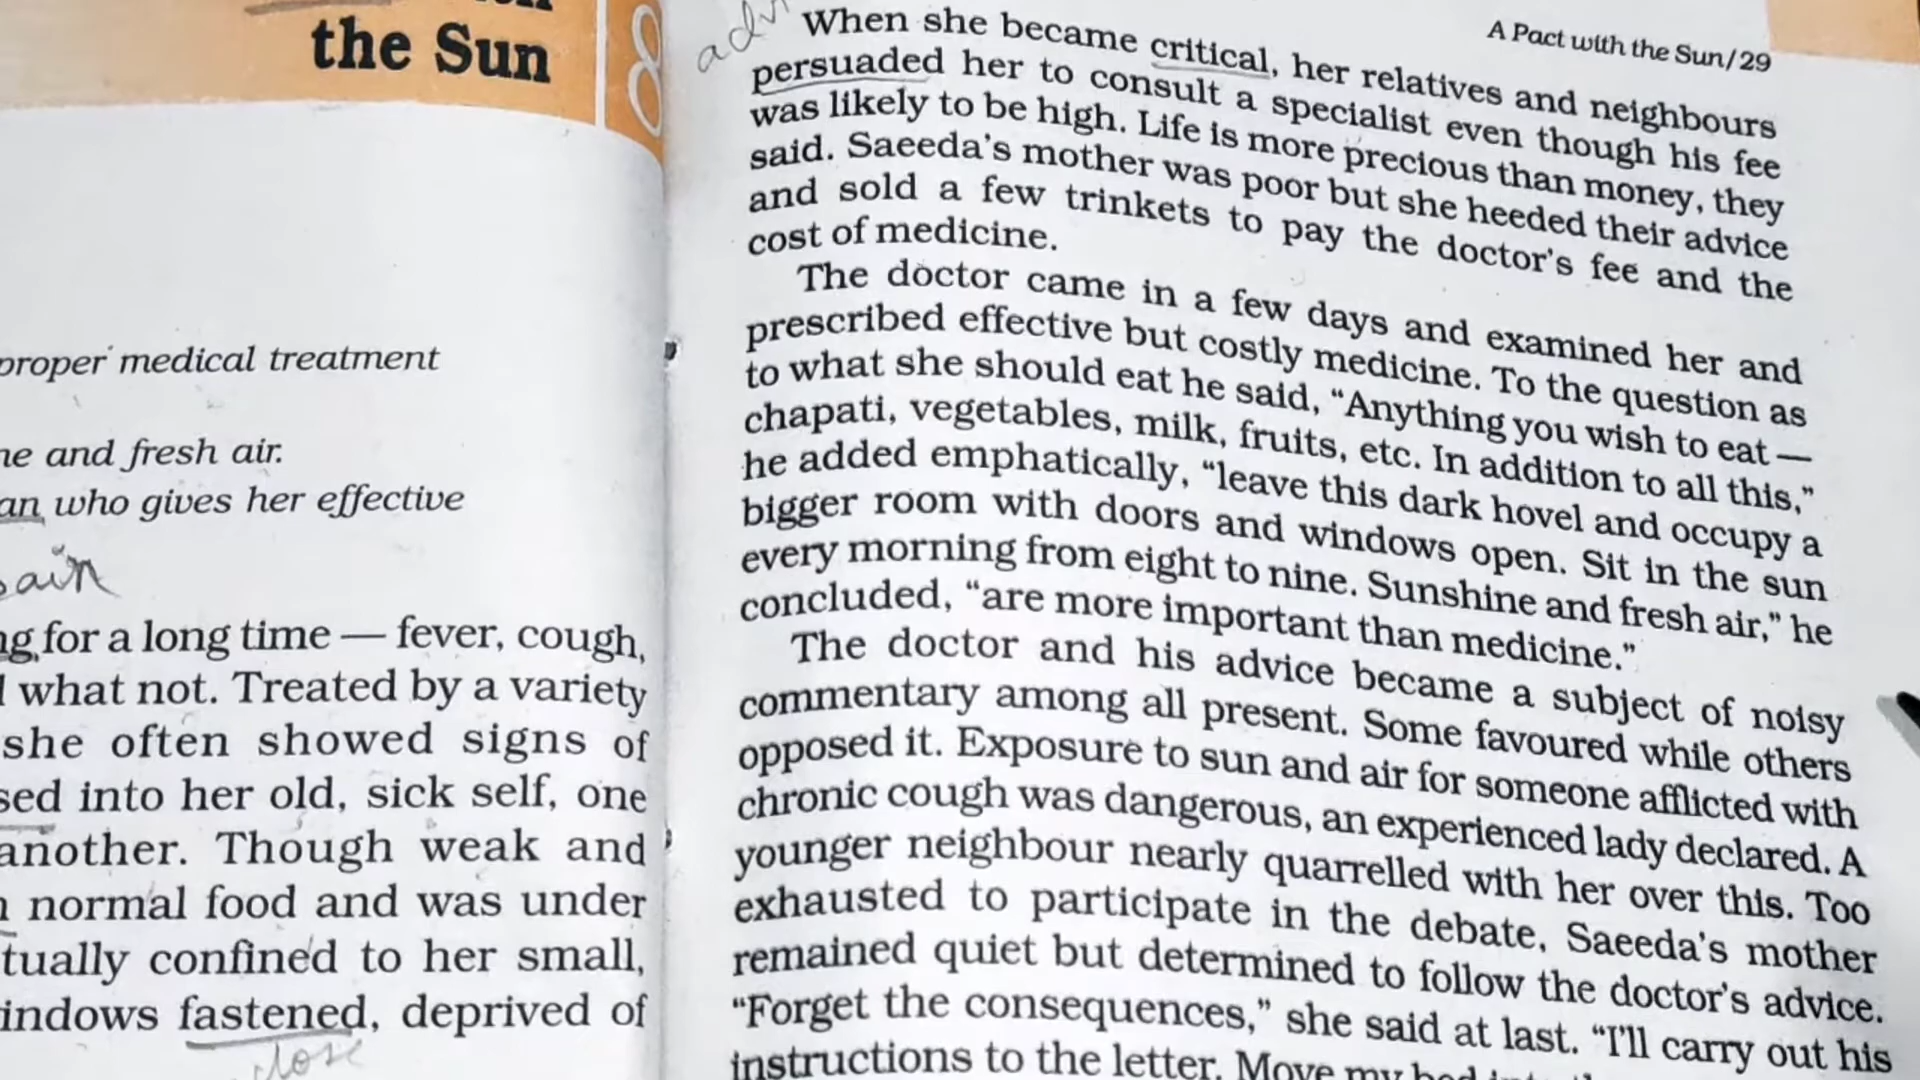 the Sun
8
proper medical treatment
and fresh air.
who gives her effective
for a long time — fever, cough,
what not. Treated by a variety
she often showed signs of
into her old, sick self, one
another. Though weak and
normal food and was under
confined to her small,
fastened, deprived of
close
A Pact with the Sun/29
When she became critical, her relatives and neighbours
persuaded her to consult a specialist even though his fee
was likely to be high. Life is more precious than money, they
said. Saeeda's mother was poor but she heeded their advice
and sold a few trinkets to pay the doctor's fee and the
cost of medicine.
The doctor came in a few days and examined her and
prescribed effective but costly medicine. To the question as
to what she should eat he said, “Anything you wish to eat —
chapati, vegetables, milk, fruits, etc. In addition to all this,”
he added emphatically, “leave this dark hovel and occupy a
bigger room with doors and windows open. Sit in the sun
every morning from eight to nine. Sunshine and fresh air,” he
concluded, “are more important than medicine.”
The doctor and his advice became a subject of noisy
commentary among all present. Some favoured while others
opposed it. Exposure to sun and air for someone afflicted with
chronic cough was dangerous, an experienced lady declared. A
younger neighbour nearly quarrelled with her over this. Too
exhausted to participate in the debate, Saeeda's mother
remained quiet but determined to follow the doctor's advice.
“Forget the consequences,” she said at last. “I'll carry out his
instructions to the letter. Move my bed